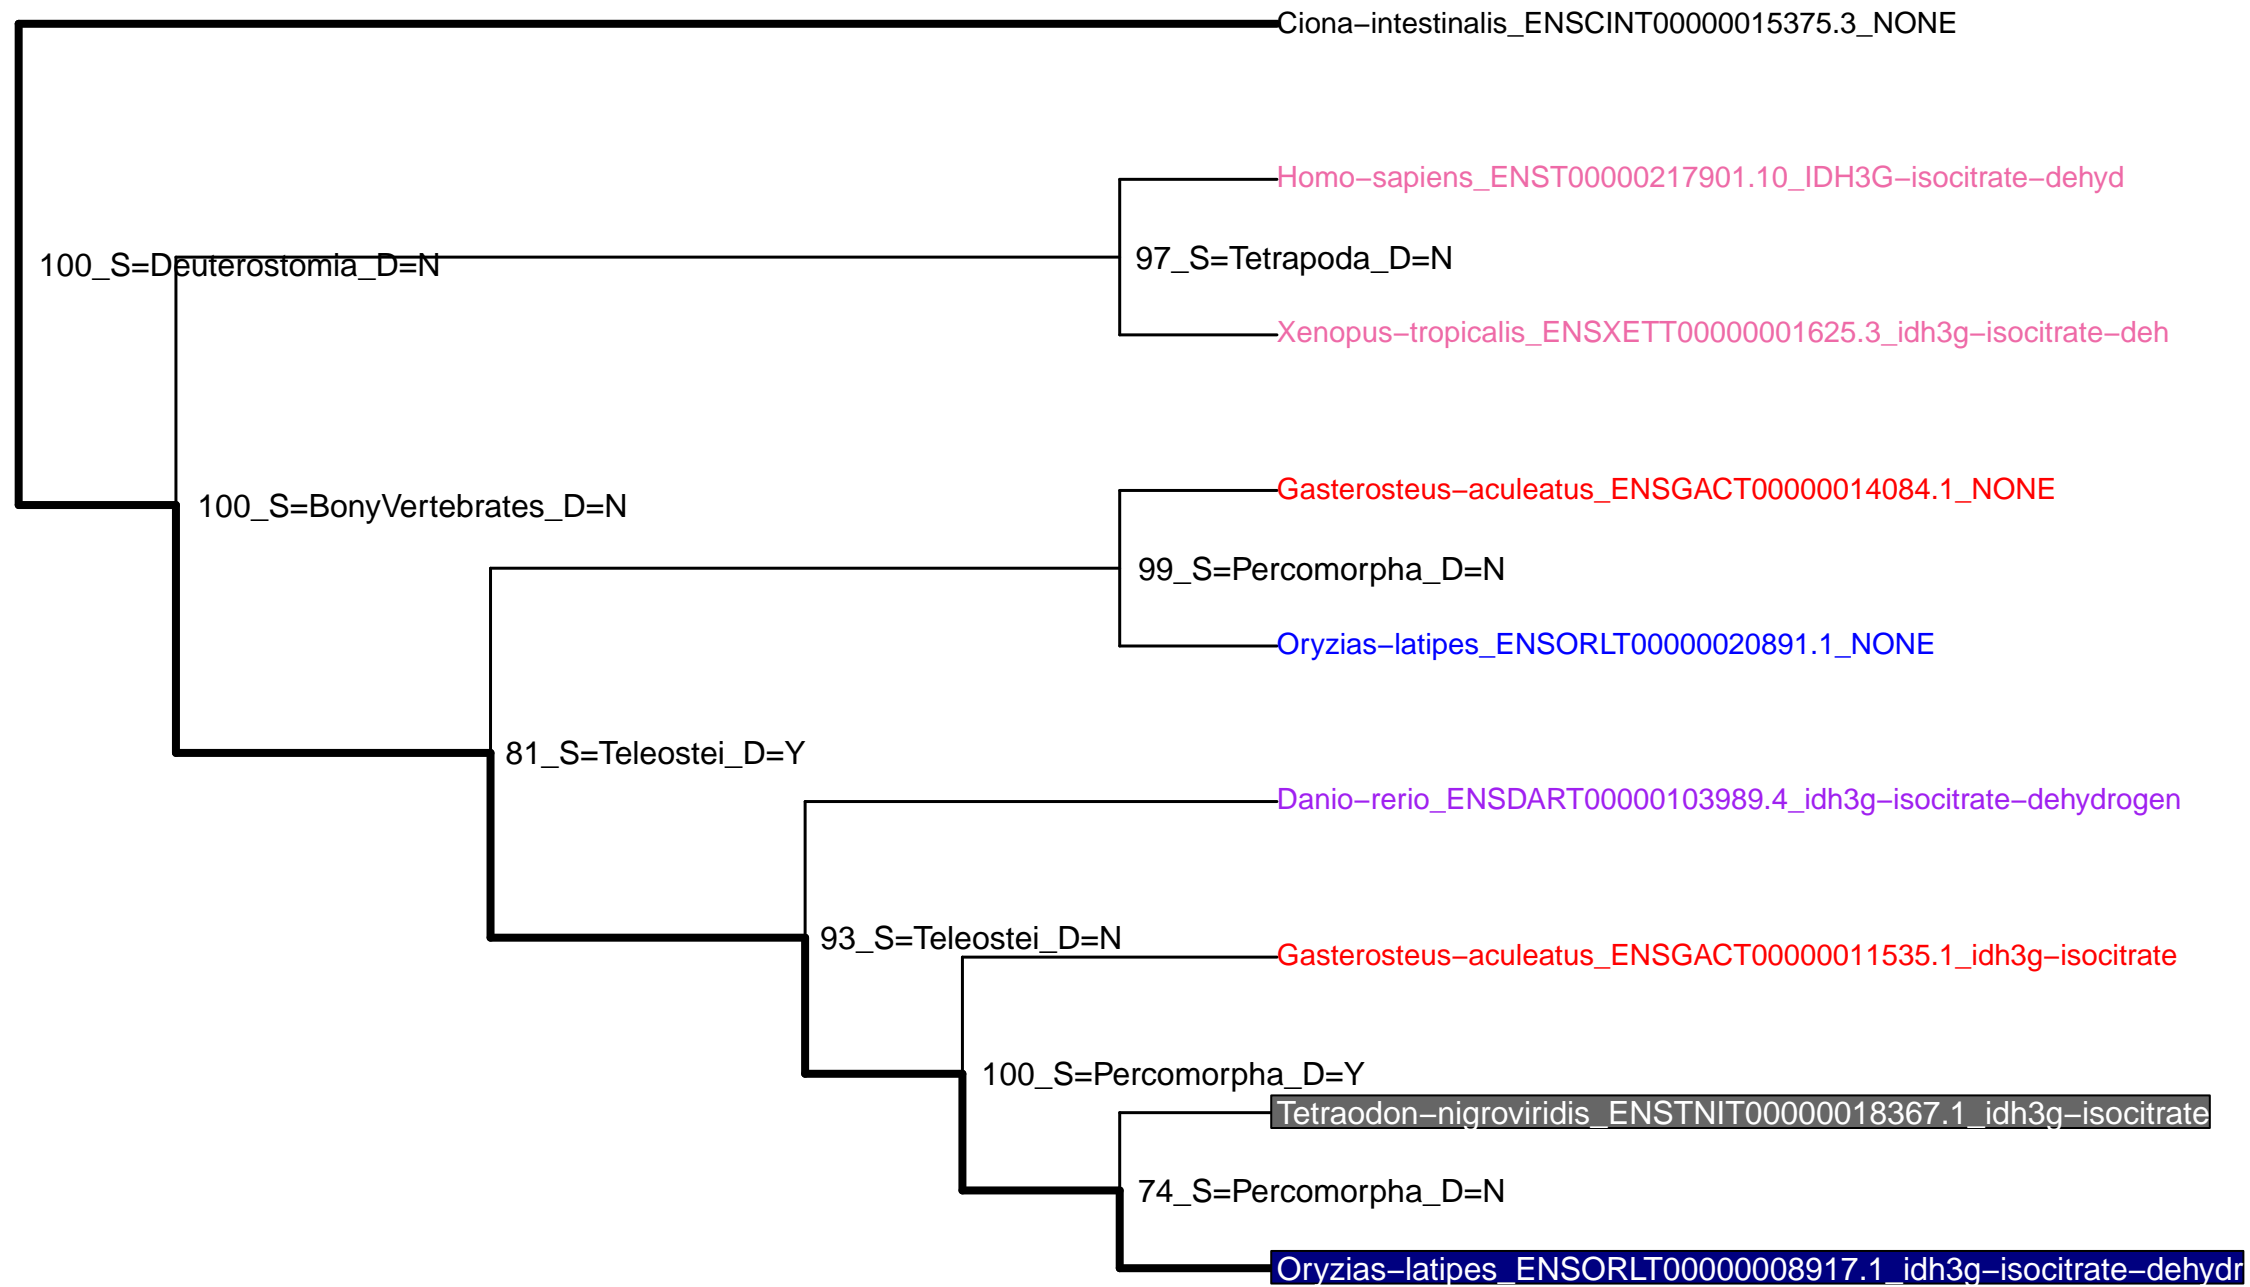 Ciona−intestinalis_ENSCINT00000015375.3_NONE
Homo−sapiens_ENST00000217901.10_IDH3G−isocitrate−dehyd
100_S=Deuterostomia_D=N
97_S=Tetrapoda_D=N
Xenopus−tropicalis_ENSXETT00000001625.3_idh3g−isocitrate−deh
Gasterosteus−aculeatus_ENSGACT00000014084.1_NONE
100_S=BonyVertebrates_D=N
99_S=Percomorpha_D=N
Oryzias−latipes_ENSORLT00000020891.1_NONE
81_S=Teleostei_D=Y
Danio−rerio_ENSDART00000103989.4_idh3g−isocitrate−dehydrogen
93_S=Teleostei_D=N
Gasterosteus−aculeatus_ENSGACT00000011535.1_idh3g−isocitrate
100_S=Percomorpha_D=Y
Tetraodon−nigroviridis_ENSTNIT00000018367.1_idh3g−isocitrate
74_S=Percomorpha_D=N
Oryzias−latipes_ENSORLT00000008917.1_idh3g−isocitrate−dehydr